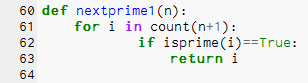 60 def nextprime1(n):
61     for i in count(n+1):
62             if isprime(i)==True:
63                 return i
64